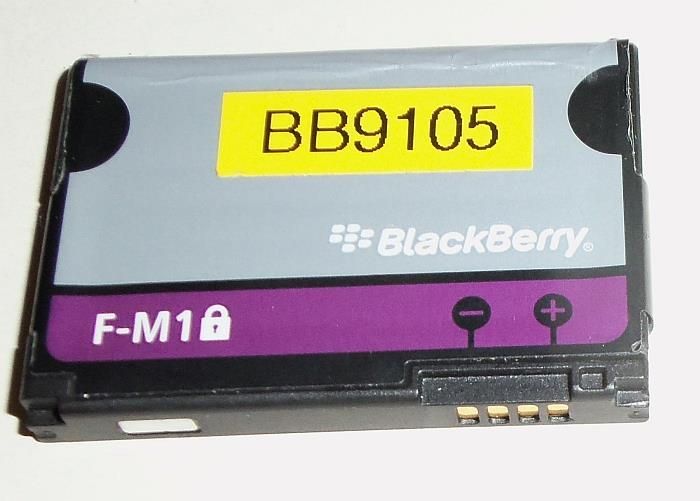 BB9105
BlackBerry®
F-M1
- +